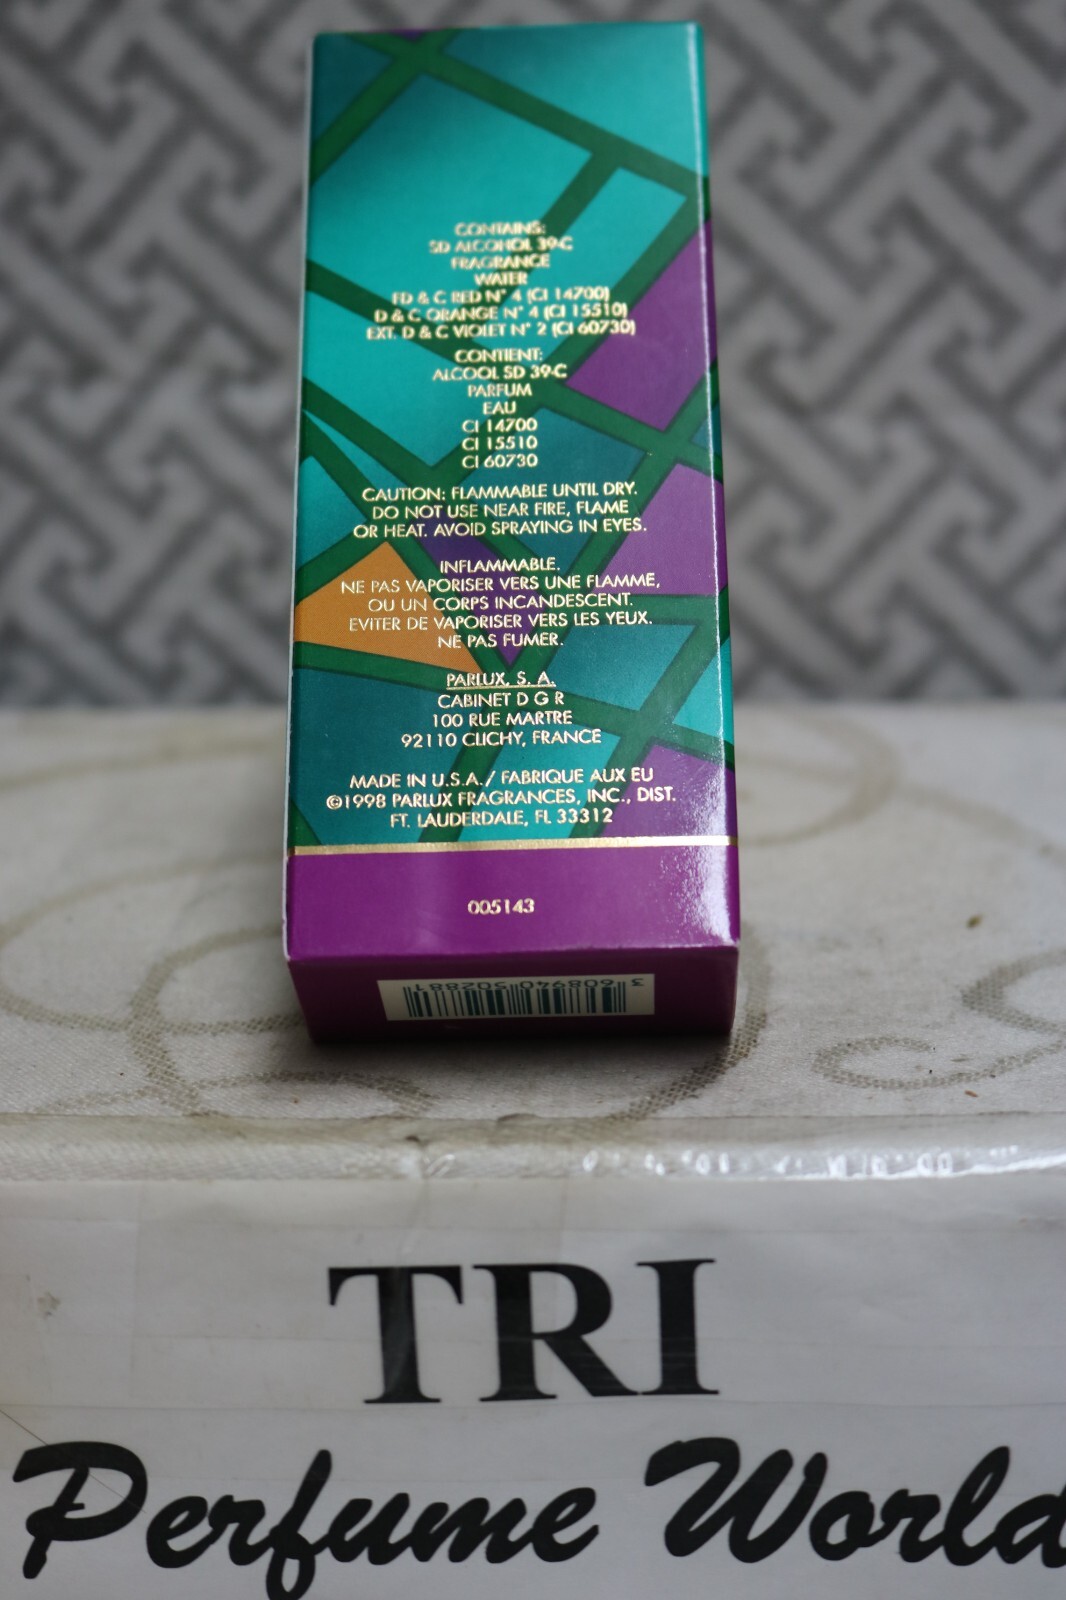 CONTAINS:
SD ALCOHOL 39-C
FRAGRANCE
WATER
FD & C RED N° 4 (CI 14700)
D & C ORANGE N° 4 (CI 15510)
EXT. D & C VIOLET N° 2 (CI 60730)
CONTIENT:
ALCOOL SD 39-C
PARFUM
EAU
CI 14700
CI 15510
CI 60730
CAUTION: FLAMMABLE UNTIL DRY.
DO NOT USE NEAR FIRE, FLAME
OR HEAT. AVOID SPRAYING IN EYES.
INFLAMMABLE.
NE PAS VAPORISER VERS UNE FLAMME,
OU UN CORPS INCANDESCENT.
EVITER DE VAPORISER VERS LES YEUX.
NE PAS FUMER.
PARLUX, S. A.
CABINET D G R
100 RUE MARTRE
92110 CLICHY, FRANCE
MADE IN U.S.A. / FABRIQUE AUX EU
©1998 PARLUX FRAGRANCES, INC., DIST.
FT. LAUDERDALE, FL 33312
005143
3 608940 502881
TRI
Perfume World